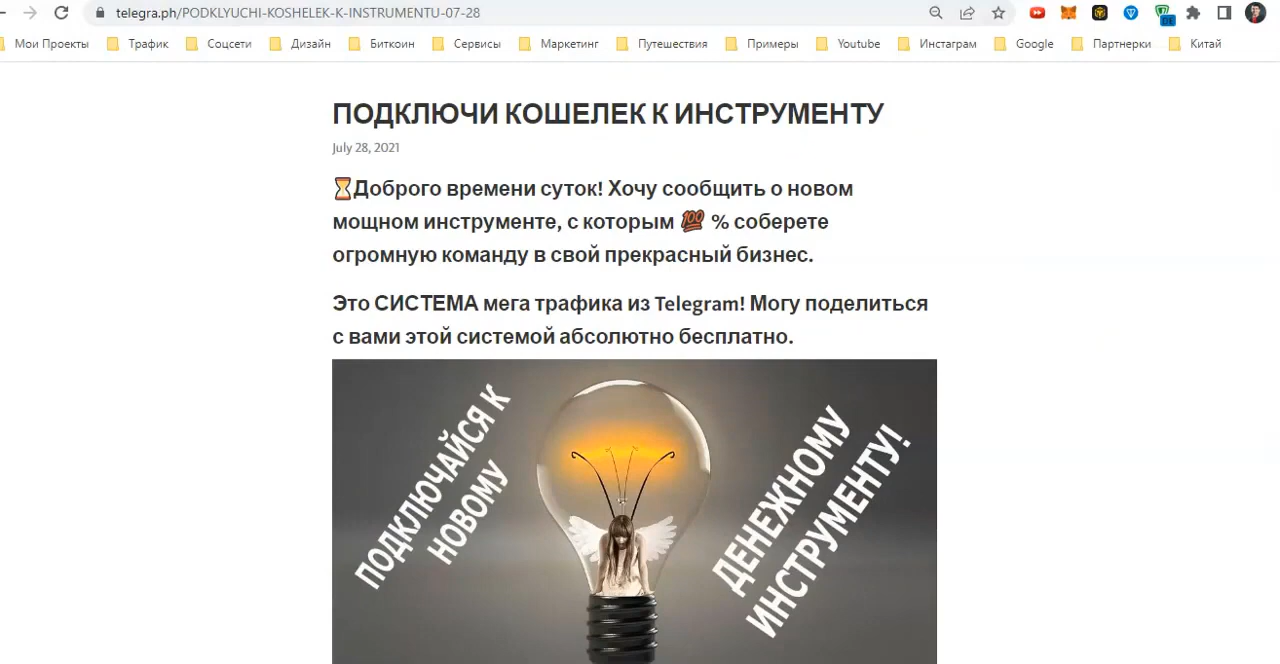 telegra.ph/PODKLYUCHI-KOSHELEK-K-INSTRUMENTU-07-28
Мои Проекты Трафик Соцсети Дизайн Биткоин Сервисы Маркетинг Путешествия Примеры Youtube Инстаграм Google Партнерки Китай
ПОДКЛЮЧИ КОШЕЛЕК К ИНСТРУМЕНТУ
July 28, 2021
⏳Доброго времени суток! Хочу сообщить о новом
мощном инструменте, с которым 💯 % соберете
огромную команду в свой прекрасный бизнес.
Это СИСТЕМА мега трафика из Telegram! Могу поделиться
с вами этой системой абсолютно бесплатно.
ПОДКЛЮЧАЙСЯ К
НОВОМУ
ДЕНЕЖНОМУ
ИНСТРУМЕНТУ!